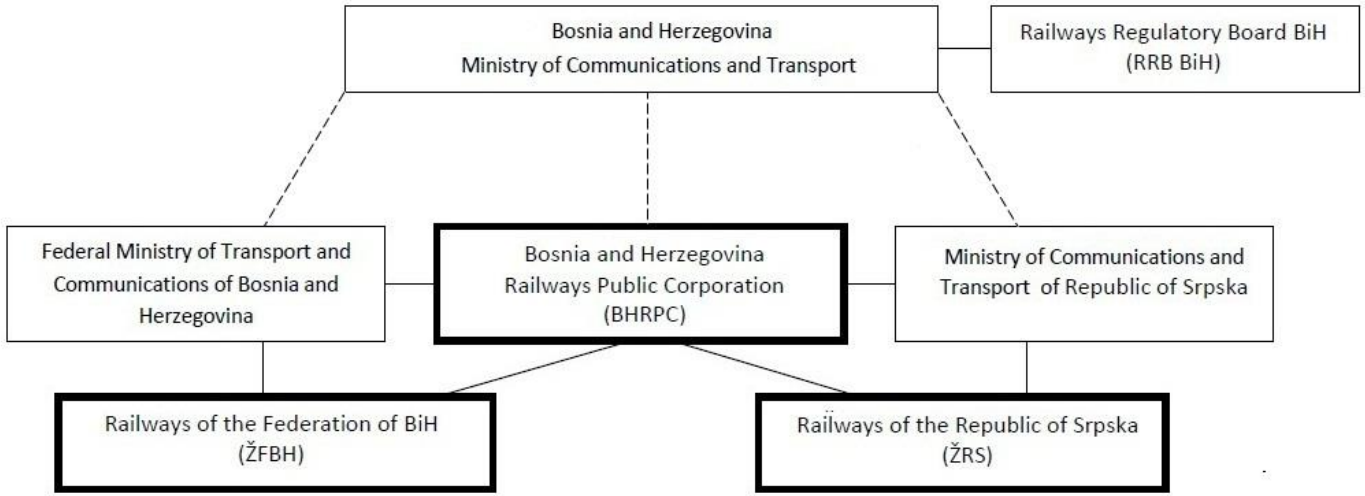 Bosnia and Herzegovina
Ministry of Communications and Transport
Railways Regulatory Board BiH
(RRB BiH)
Federal Ministry of Transport and
Communications of Bosnia and
Herzegovina
Bosnia and Herzegovina
Railways Public Corporation
(BHRPC)
Ministry of Communications and
Transport of Republic of Srpska
Railways of the Federation of BiH
(ŽFBH)
Railways of the Republic of Srpska
(ŽRS)